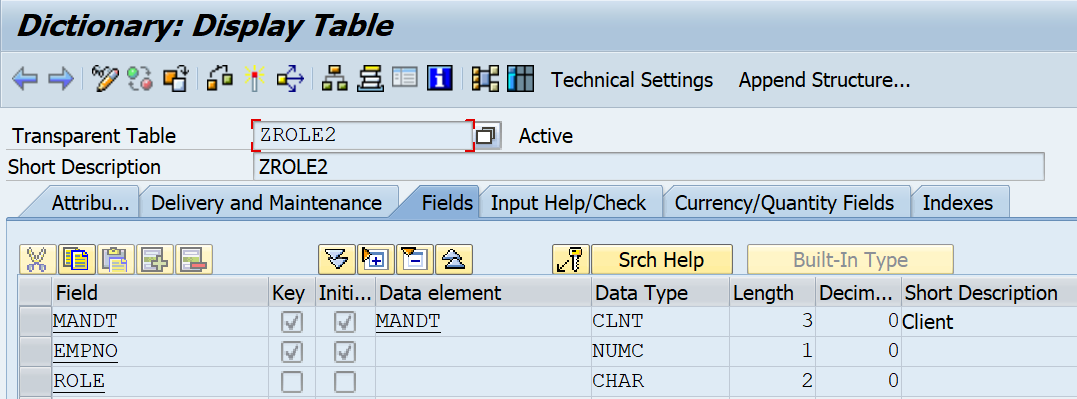 Dictionary: Display Table
Technical Settings Append Structure...
Transparent Table ZROLE2 Active
Short Description ZROLE2
Attribu... Delivery and Maintenance Fields Input Help/Check Currency/Quantity Fields Indexes
Srch Help Built-In Type
Field Key Initi... Data element Data Type Length Decim... Short Description
MANDT MANDT CLNT 3 0 Client
EMPNO NUMC 1 0
ROLE CHAR 2 0